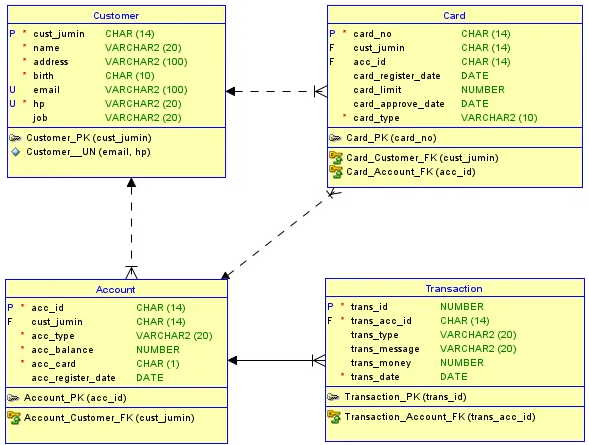 Customer
P * cust_jumin CHAR (14)
* name VARCHAR2 (20)
* address VARCHAR2 (100)
* birth CHAR (10)
U email VARCHAR2 (100)
U * hp VARCHAR2 (20)
job VARCHAR2 (20)
Customer_PK (cust_jumin)
Customer__UN (email, hp)
Card
P * card_no CHAR (14)
F cust_jumin CHAR (14)
F acc_id CHAR (14)
card_register_date DATE
card_limit NUMBER
card_approve_date DATE
* card_type VARCHAR2 (10)
Card_PK (card_no)
Card_Customer_FK (cust_jumin)
Card_Account_FK (acc_id)
Account
P * acc_id CHAR (14)
F cust_jumin CHAR (14)
* acc_type VARCHAR2 (20)
* acc_balance NUMBER
* acc_card CHAR (1)
acc_register_date DATE
Account_PK (acc_id)
Account_Customer_FK (cust_jumin)
Transaction
P * trans_id NUMBER
F * trans_acc_id CHAR (14)
trans_type VARCHAR2 (20)
trans_message VARCHAR2 (20)
trans_money NUMBER
* trans_date DATE
Transaction_PK (trans_id)
Transaction_Account_FK (trans_acc_id)